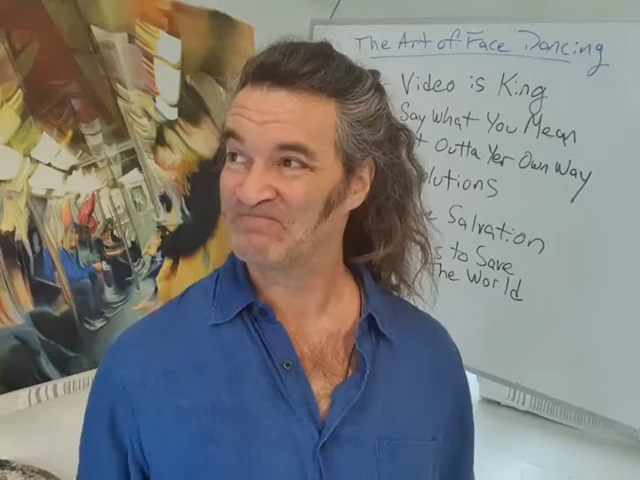 The Art of Face Dancing
Video is King
Say What You Mean
Outta Yer Own Way
Salvation
to Save
The World